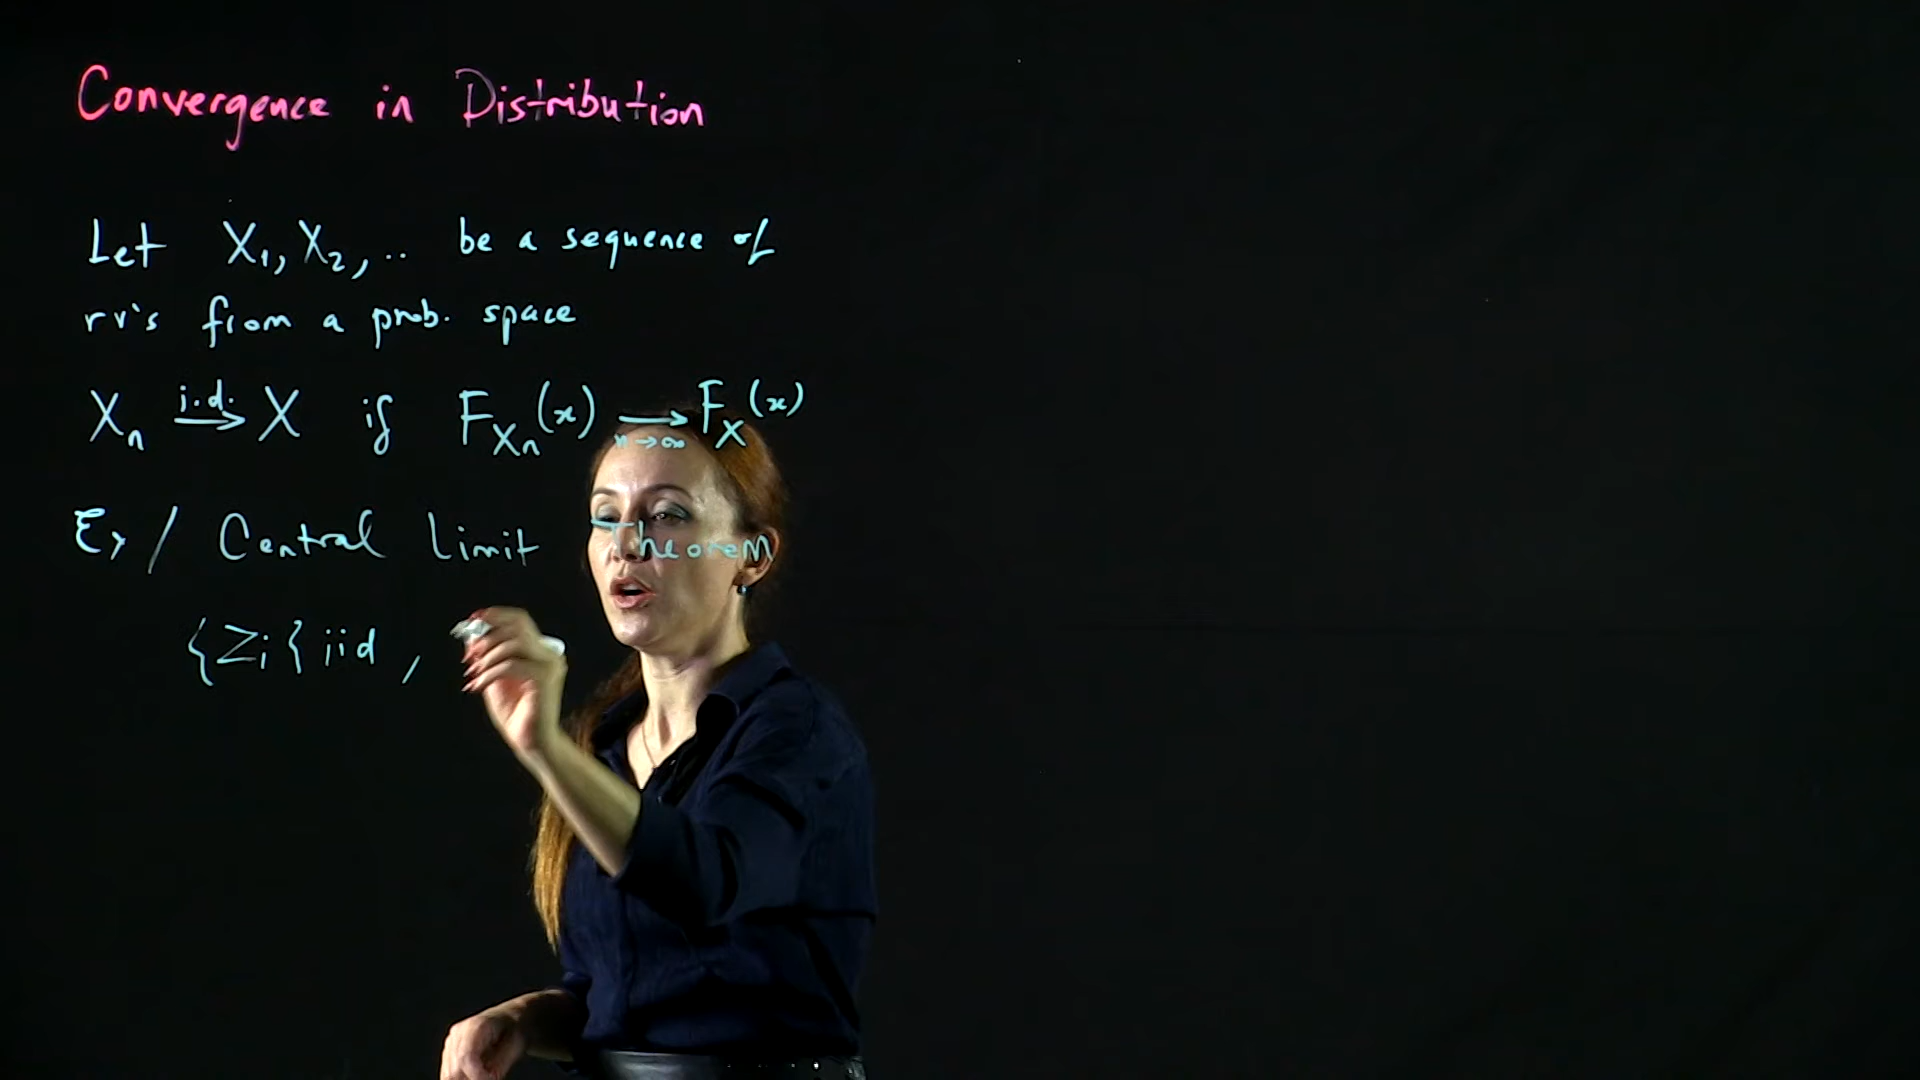 Convergence in Distribution
Let X₁, X₂, .. be a sequence of
rv's from a prob. space
Xₙ →^{i.d.} X if F_{Xₙ}(x) →_{n→∞} F_X(x)
Ex / Central Limit Theorem
{Zi{ iid ,